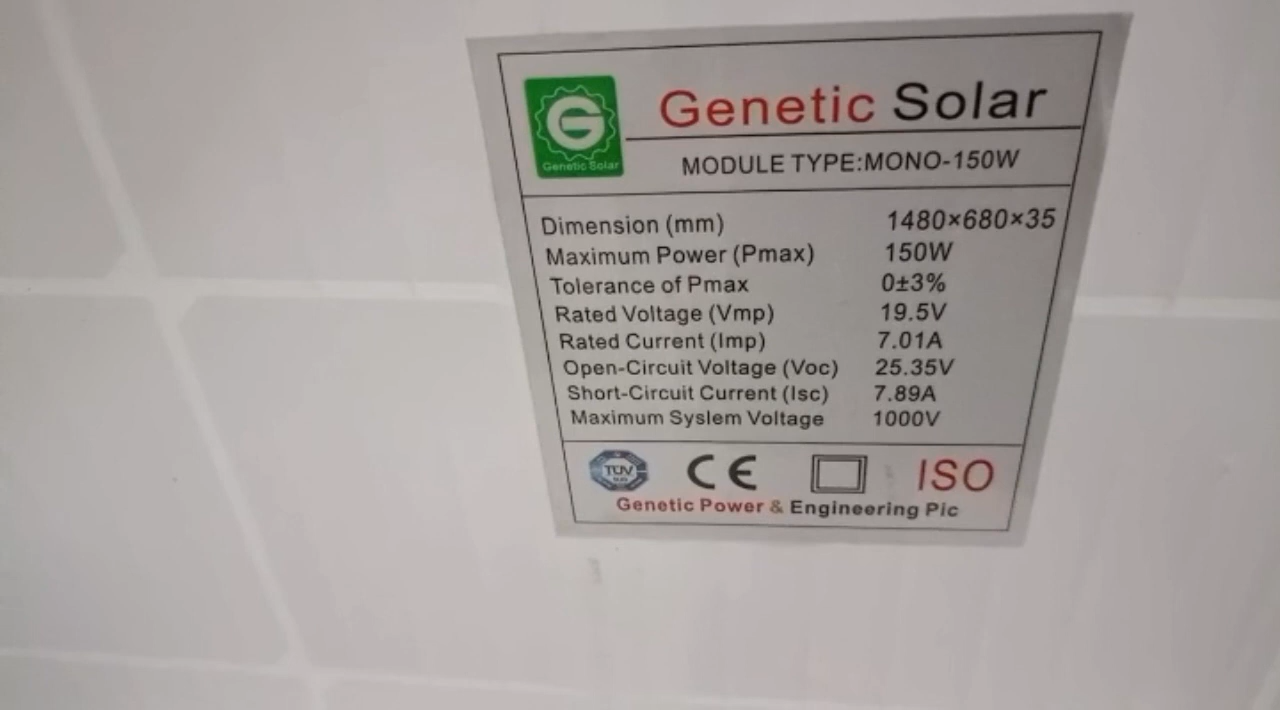 Genetic Solar
G
Genetic Solar
MODULE TYPE:MONO-150W
Dimension (mm) 1480×680×35
Maximum Power (Pmax) 150W
Tolerance of Pmax 0±3%
Rated Voltage (Vmp) 19.5V
Rated Current (Imp) 7.01A
Open-Circuit Voltage (Voc) 25.35V
Short-Circuit Current (Isc) 7.89A
Maximum Syslem Voltage 1000V
TUV CE ISO
Genetic Power & Engineering Plc